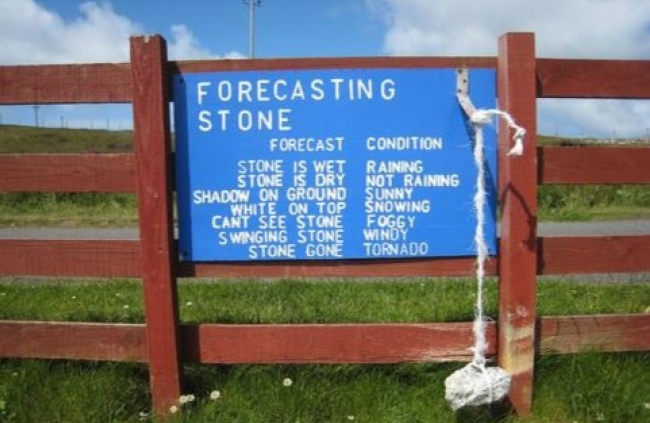 FORECASTING
STONE
FORECAST CONDITION
STONE IS WET RAINING
STONE IS DRY NOT RAINING
SHADOW ON GROUND SUNNY
WHITE ON TOP SNOWING
CANT SEE STONE FOGGY
SWINGING STONE WINDY
STONE GONE TORNADO